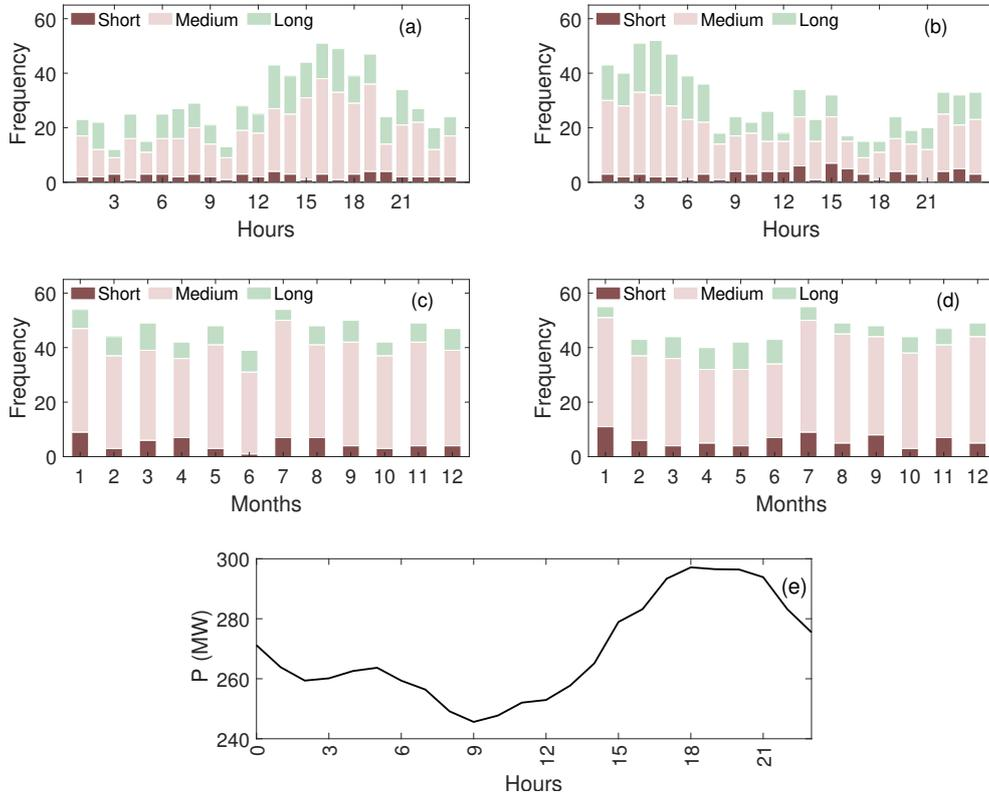 Short Medium Long (a)
Frequency
60
40
20
0
3 6 9 12 15 18 21
Hours
Short Medium Long (b)
Frequency
60
40
20
0
3 6 9 12 15 18 21
Hours
Short Medium Long (c)
Frequency
60
40
20
0
1 2 3 4 5 6 7 8 9 10 11 12
Months
Short Medium Long (d)
Frequency
60
40
20
0
1 2 3 4 5 6 7 8 9 10 11 12
Months
(e)
P (MW)
300
280
260
240
0 3 6 9 12 15 18 21
Hours